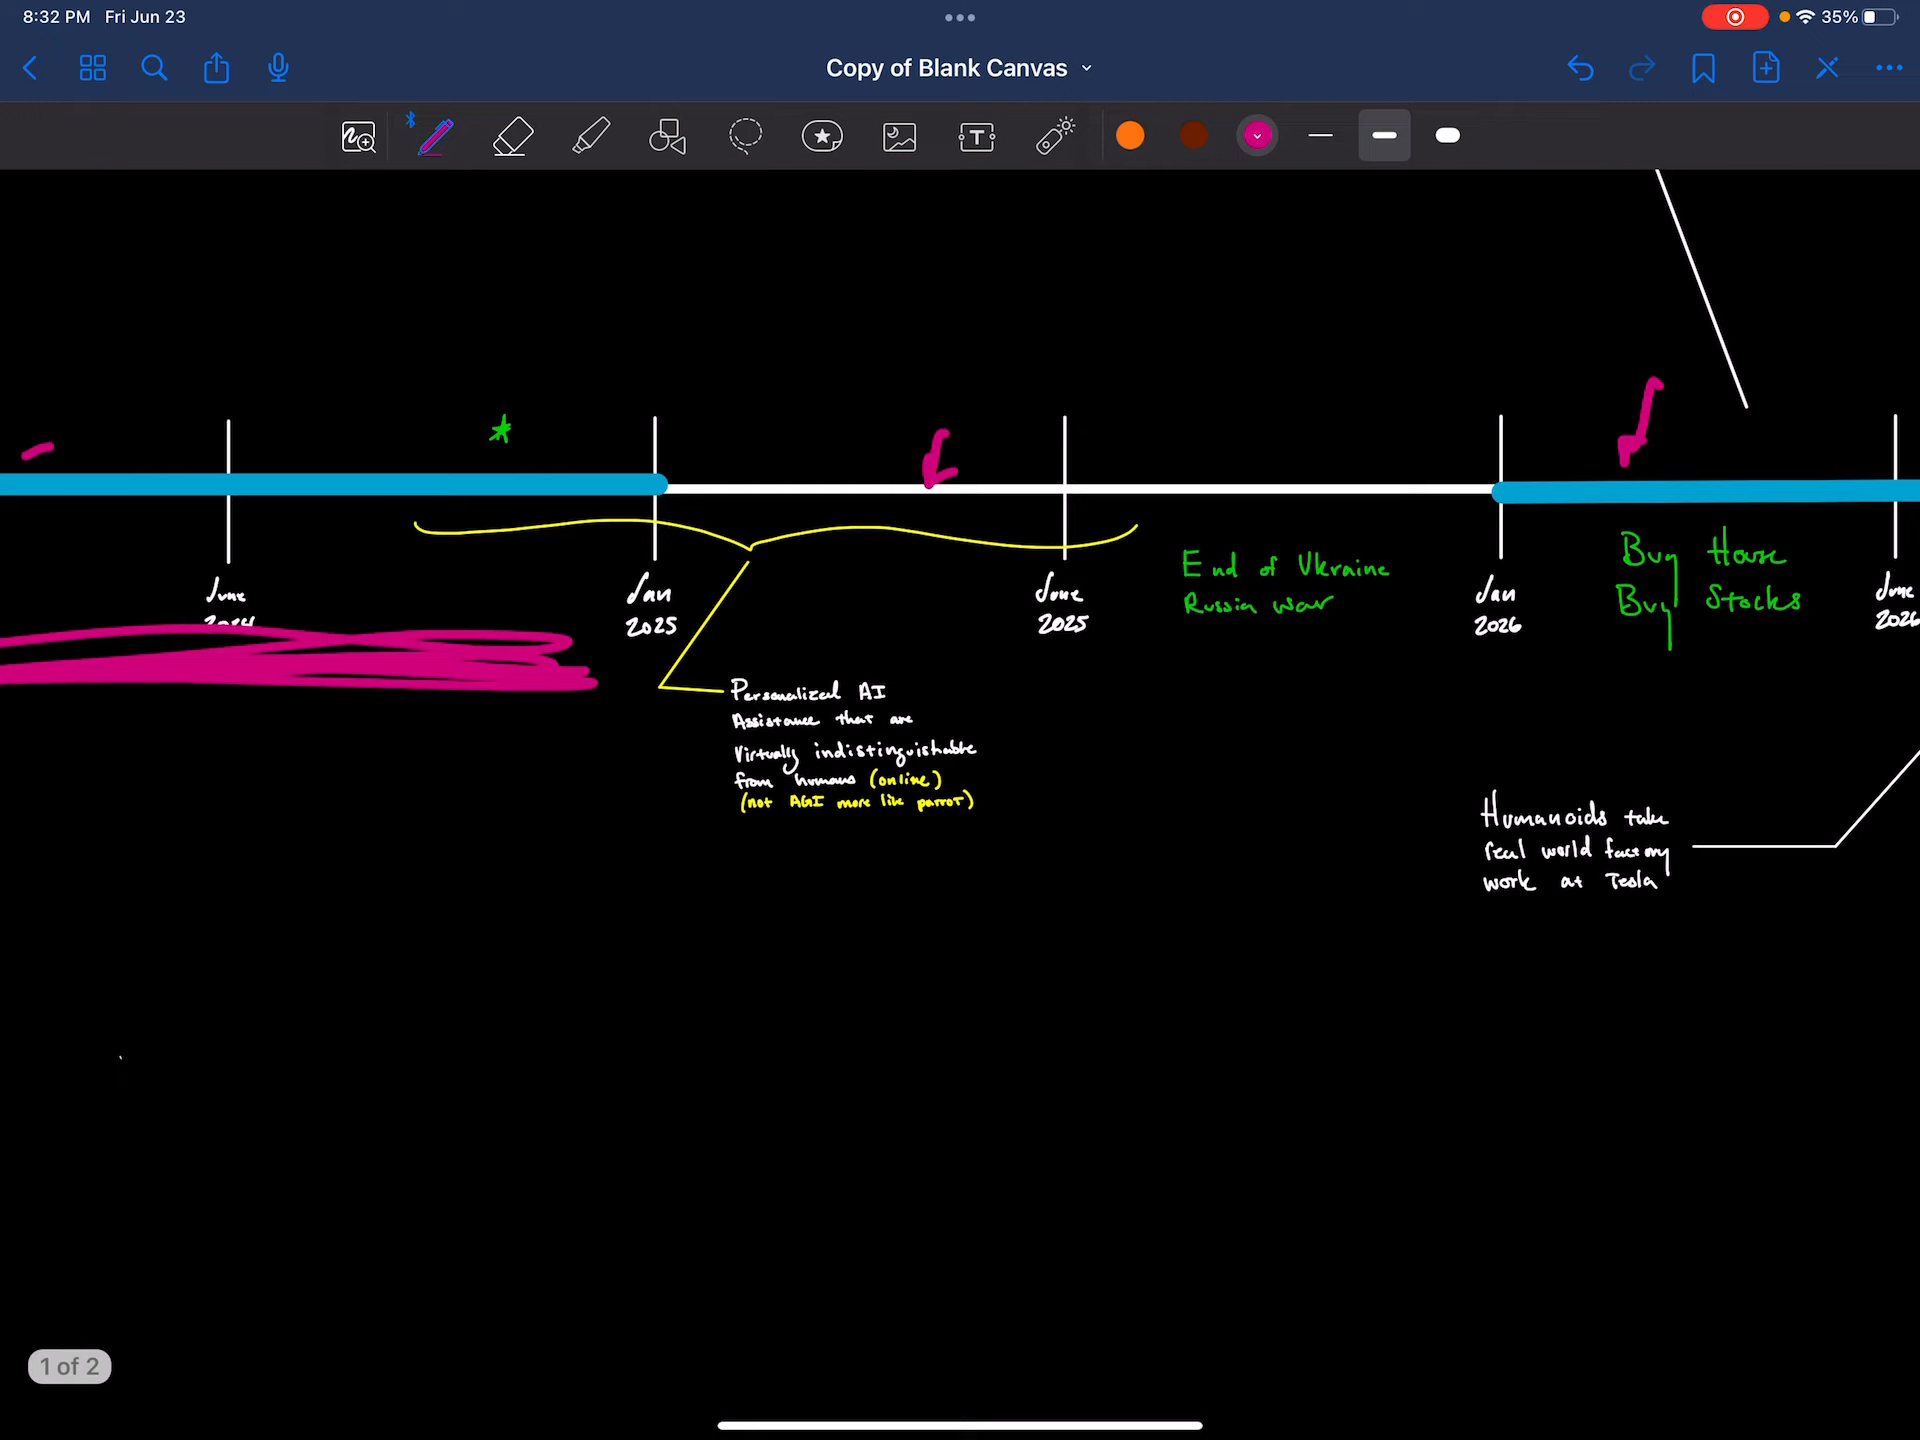 8:32 PM Fri Jun 23
35%
Copy of Blank Canvas
June
2024
Jan
2025
June
2025
End of Ukraine
Russia war
Jan
2026
Buy House
Buy Stocks
June
2026
Personalized AI
Assistance that are
Virtually indistinguishable
from humans (online)
(not AGI more like parrot)
Humanoids take
real world factory
work at Tesla
1 of 2